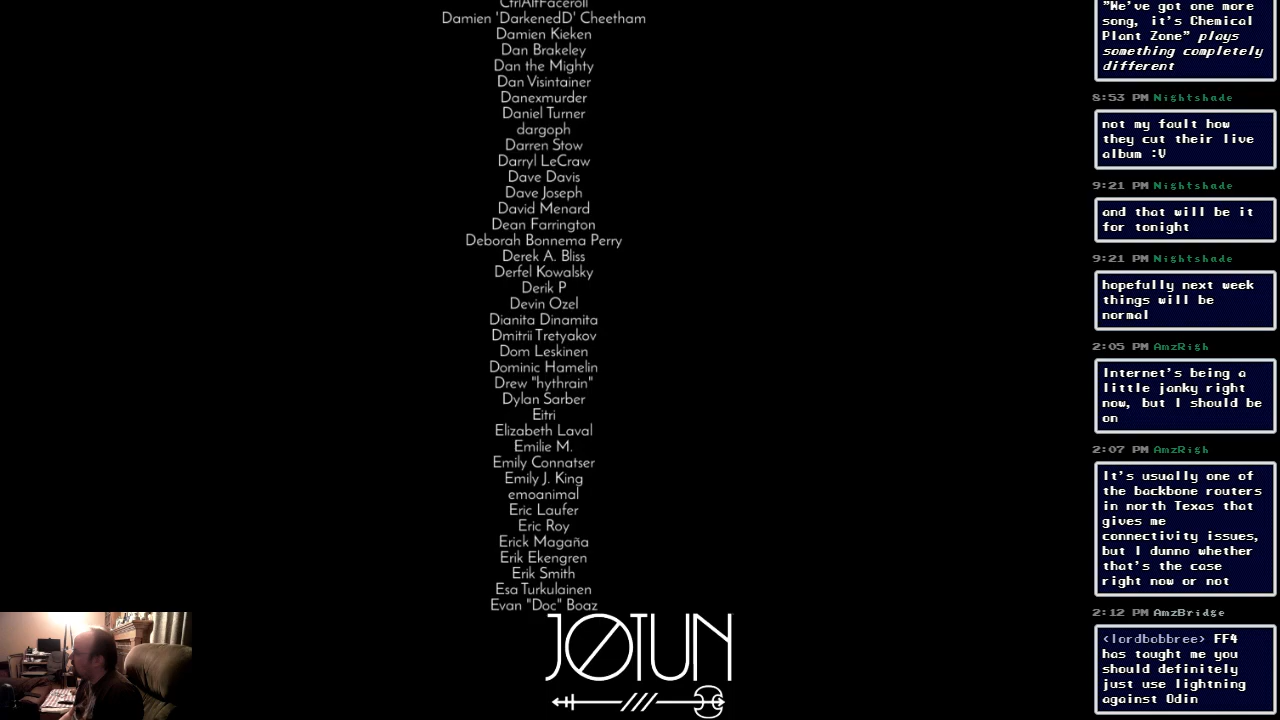 CtrlAltFaceroll
Damien 'DarkenedD' Cheetham
Damien Kieken
Dan Brakeley
Dan the Mighty
Dan Visintainer
Danexmurder
Daniel Turner
dargoph
Darren Stow
Darryl LeCraw
Dave Davis
Dave Joseph
David Menard
Dean Farrington
Deborah Bonnema Perry
Derek A. Bliss
Derfel Kowalsky
Derik P
Devin Ozel
Dianita Dinamita
Dmitrii Tretyakov
Dom Leskinen
Dominic Hamelin
Drew "hythrain"
Dylan Sarber
Eitri
Elizabeth Laval
Emilie M.
Emily Connatser
Emily J. King
emoanimal
Eric Laufer
Eric Roy
Erick Magaña
Erik Ekengren
Erik Smith
Esa Turkulainen
Evan "Doc" Boaz
JØTUN
"We've got one more
song, it's Chemical
Plant Zone" plays
something completely
different
8:53 PM Nightshade
not my fault how
they cut their live
album :V
9:21 PM Nightshade
and that will be it
for tonight
9:21 PM Nightshade
hopefully next week
things will be
normal
2:05 PM AmzRigh
Internet's being a
little janky right
now, but I should be
on
2:07 PM AmzRigh
It's usually one of
the backbone routers
in north Texas that
gives me
connectivity issues,
but I dunno whether
that's the case
right now or not
2:12 PM AmzBridge
<lordbobbree> FF4
has taught me you
should definitely
just use lightning
against Odin